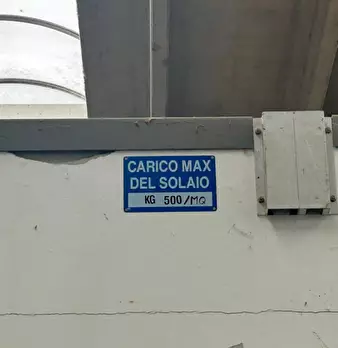 CARICO MAX
DEL SOLAIO
KG 500/MQ